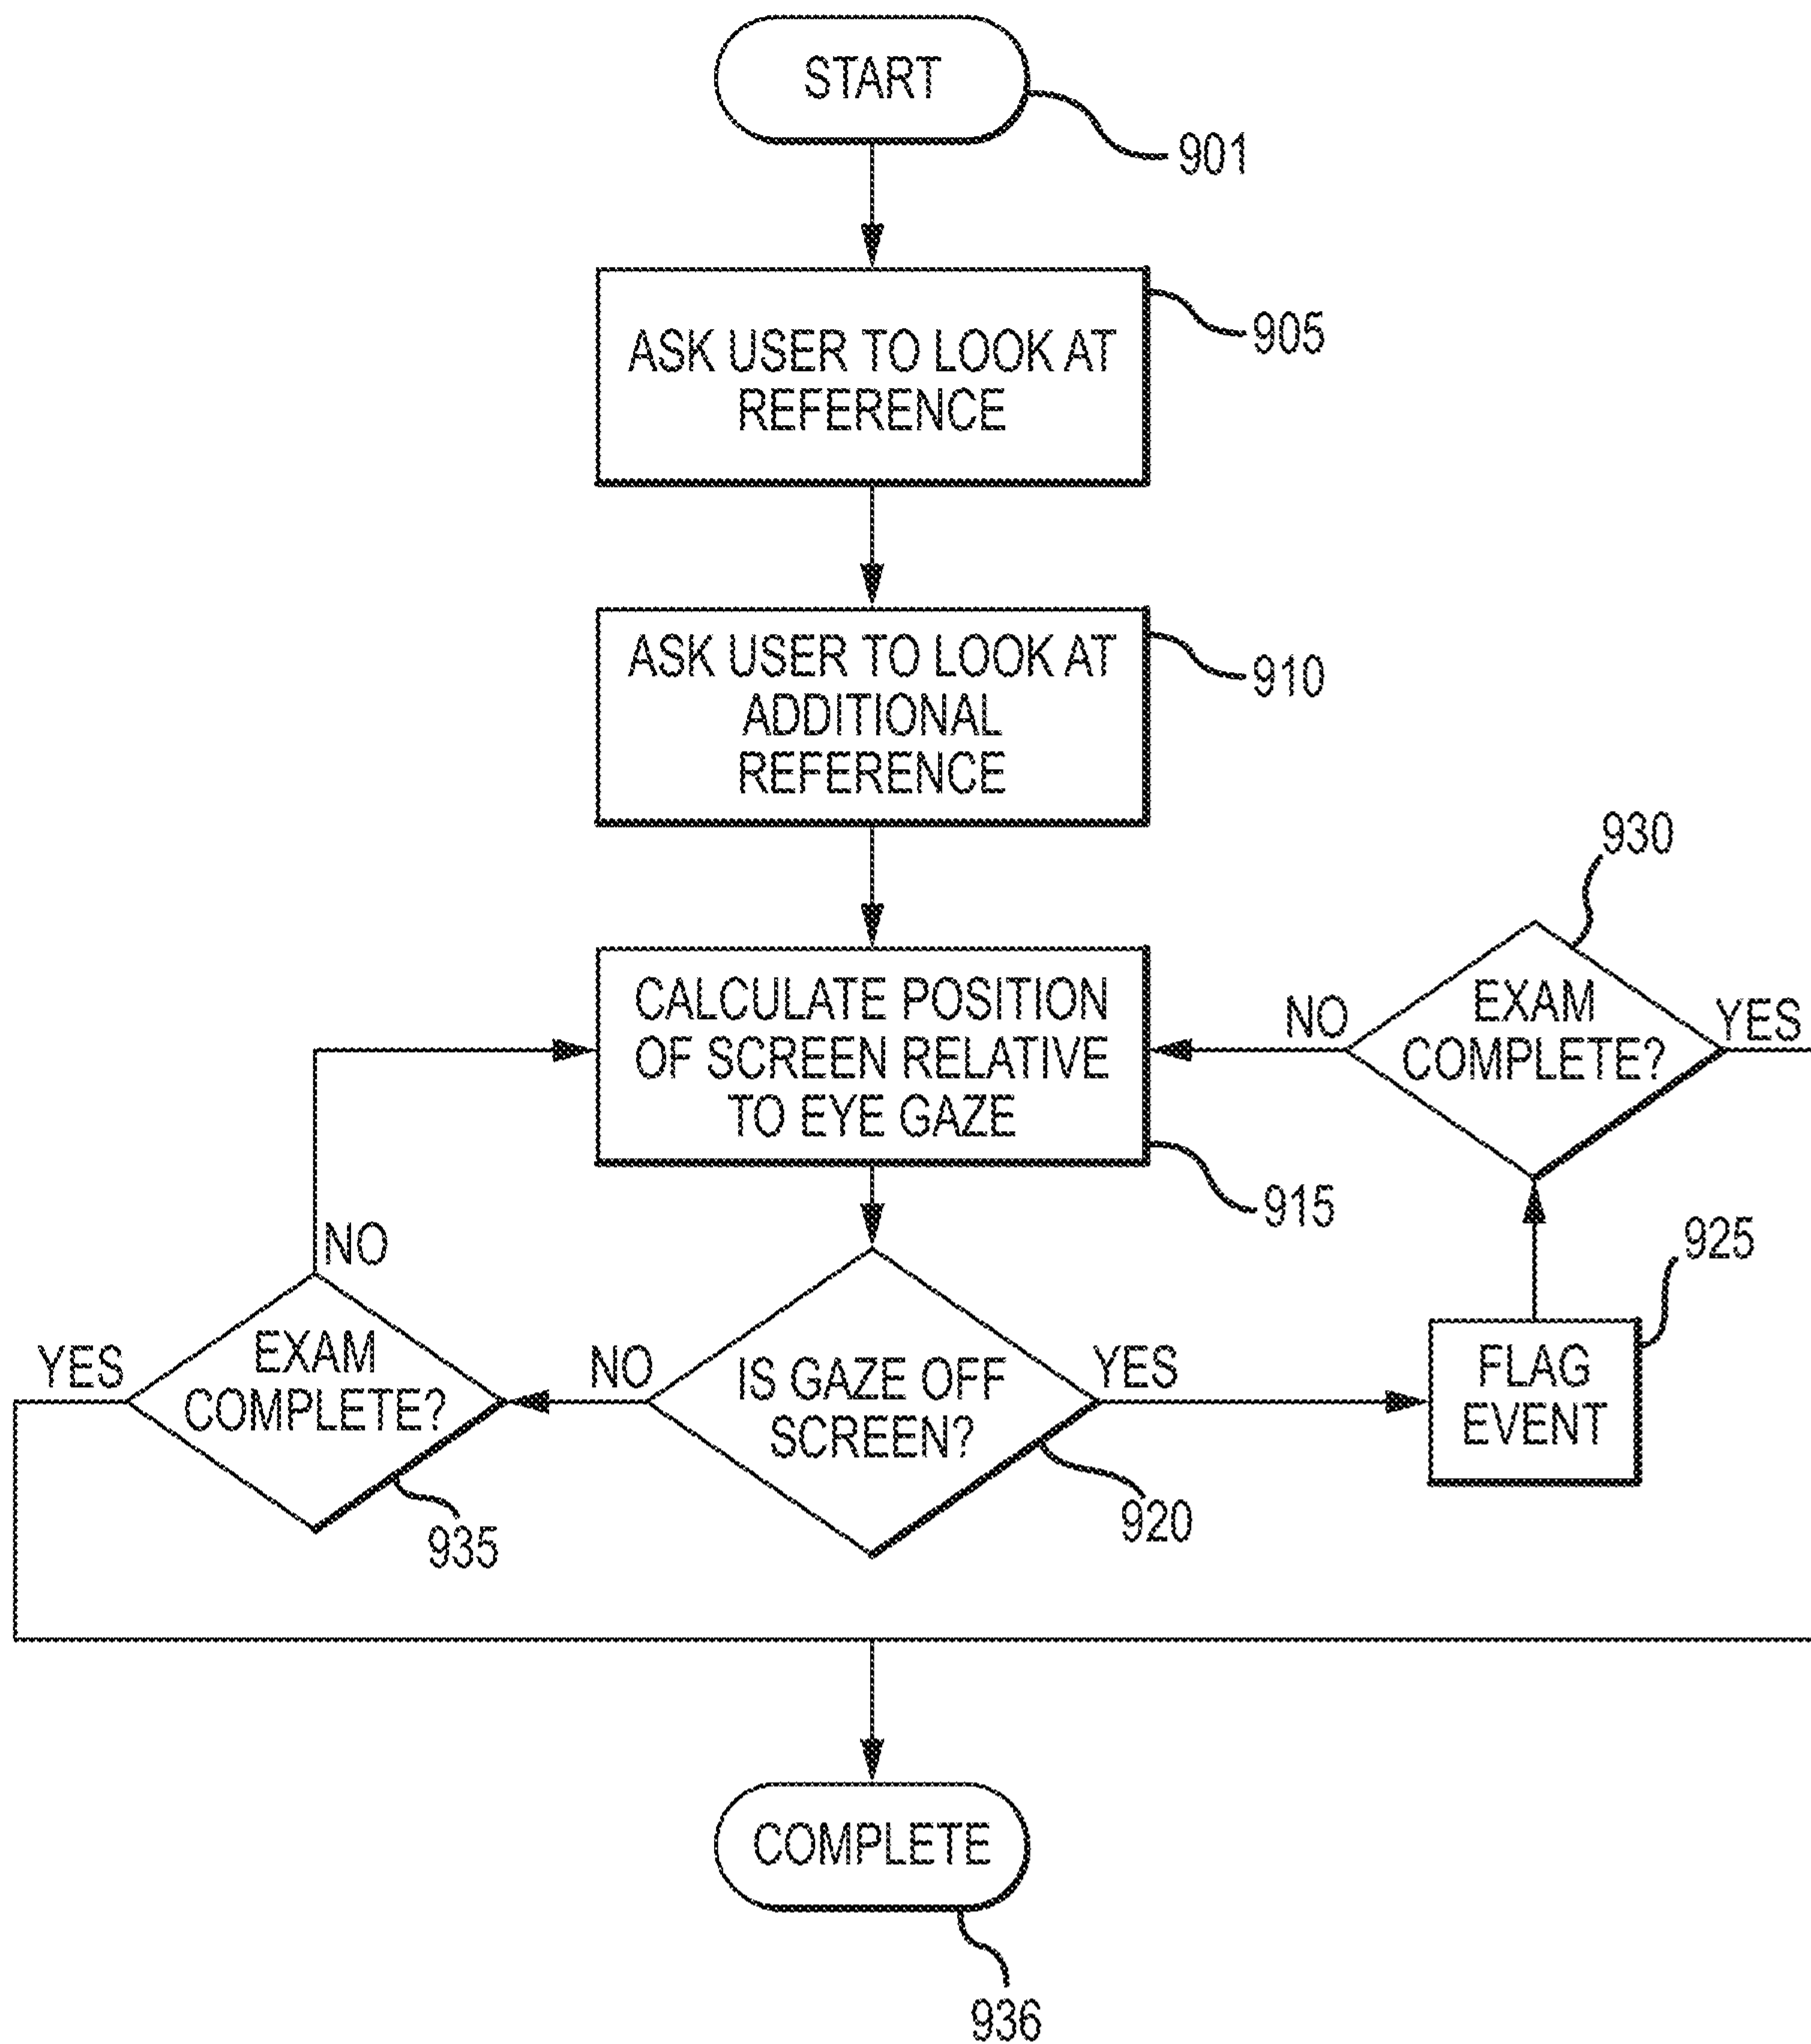 START
901
ASK USER TO LOOK AT
REFERENCE
905
ASK USER TO LOOK AT
ADDITIONAL
REFERENCE
910
930
CALCULATE POSITION
OF SCREEN RELATIVE
TO EYE GAZE
915
NO
EXAM
COMPLETE?
YES
925
NO
YES
EXAM
COMPLETE?
935
NO
IS GAZE OFF
SCREEN?
YES
920
FLAG
EVENT
COMPLETE
936